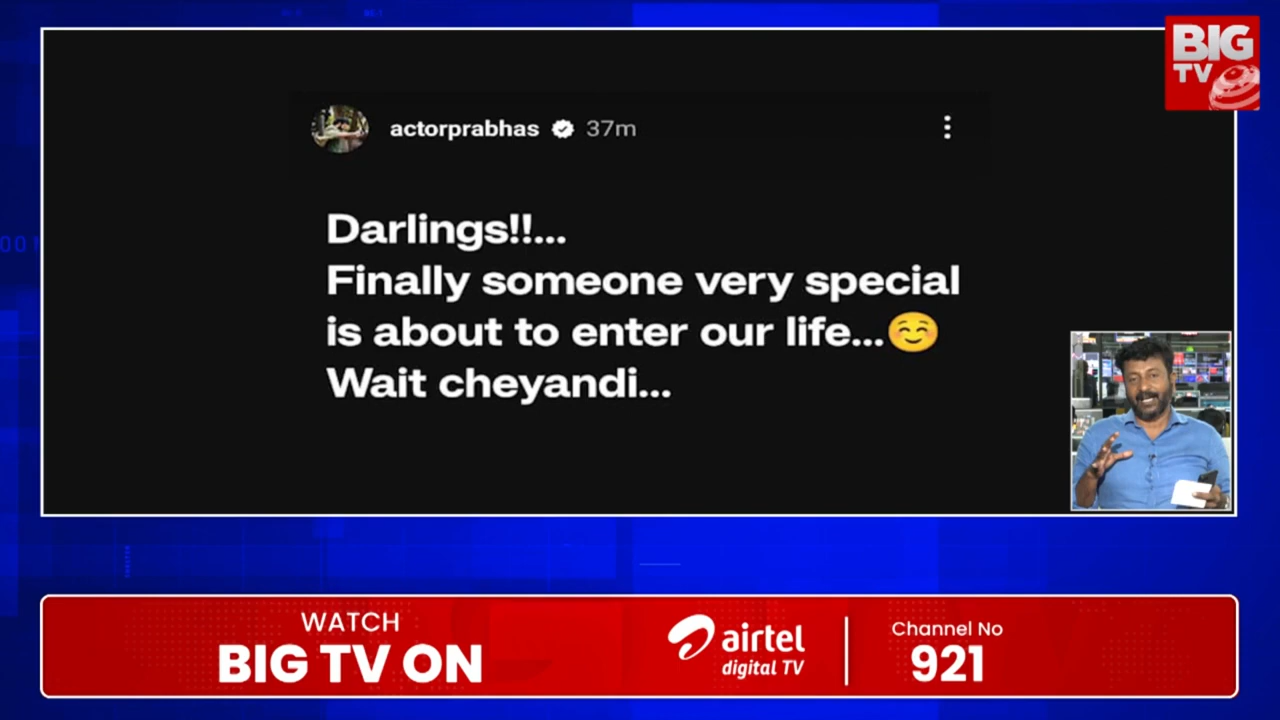 BIG
TV
actorprabhas 37m
Darlings!!...
Finally someone very special
is about to enter our life...☺️
Wait cheyandi...
WATCH
BIG TV ON
airtel
digital TV
Channel No
921